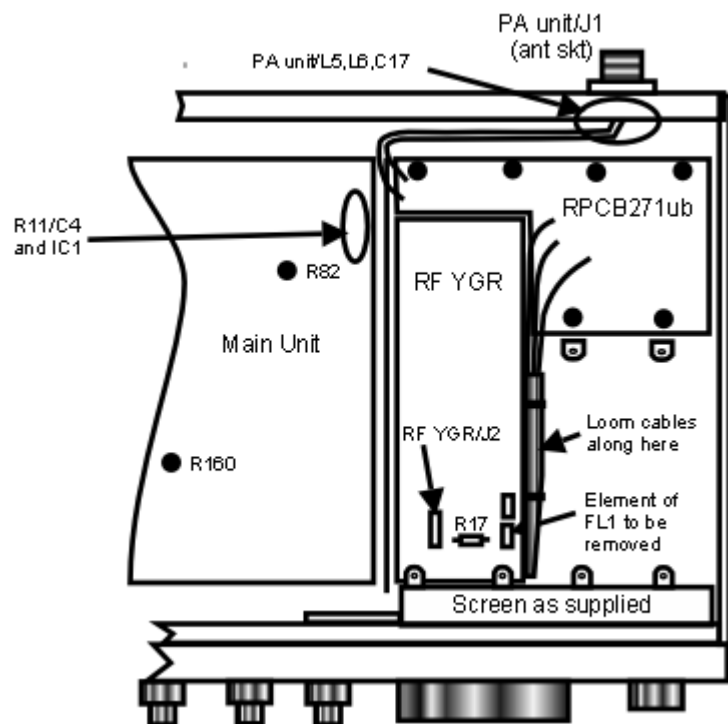 PA unit/J1
(ant skt)
PA unit/L5,L6,C17
R11/C4
and IC1
RPCB271ub
R82
RF YGR
Main Unit
RF YGR/J2
Loom cables
along here
R160
R17
Element of
FL1 to be
removed
Screen as supplied